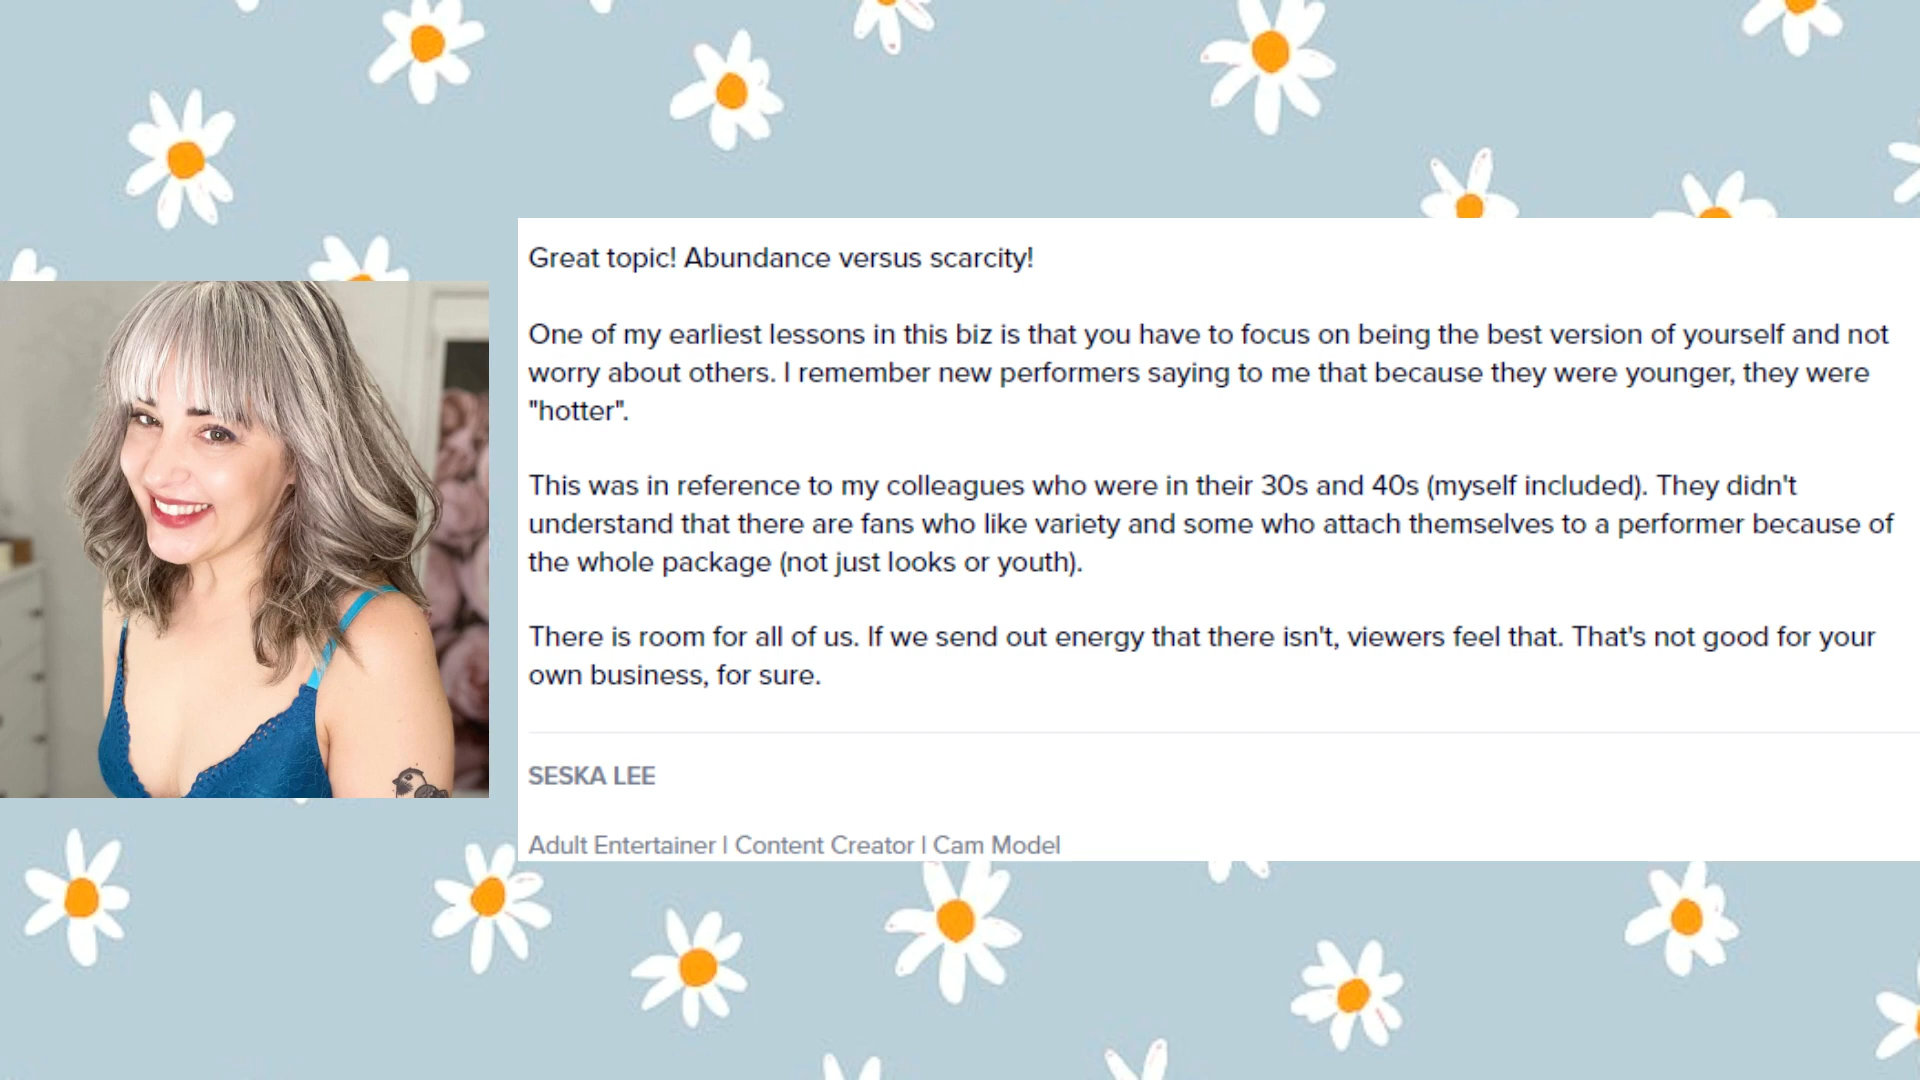 Great topic! Abundance versus scarcity!
One of my earliest lessons in this biz is that you have to focus on being the best version of yourself and not
worry about others. I remember new performers saying to me that because they were younger, they were
"hotter".
This was in reference to my colleagues who were in their 30s and 40s (myself included). They didn't
understand that there are fans who like variety and some who attach themselves to a performer because of
the whole package (not just looks or youth).
There is room for all of us. If we send out energy that there isn't, viewers feel that. That's not good for your
own business, for sure.
SESKA LEE
Adult Entertainer | Content Creator | Cam Model